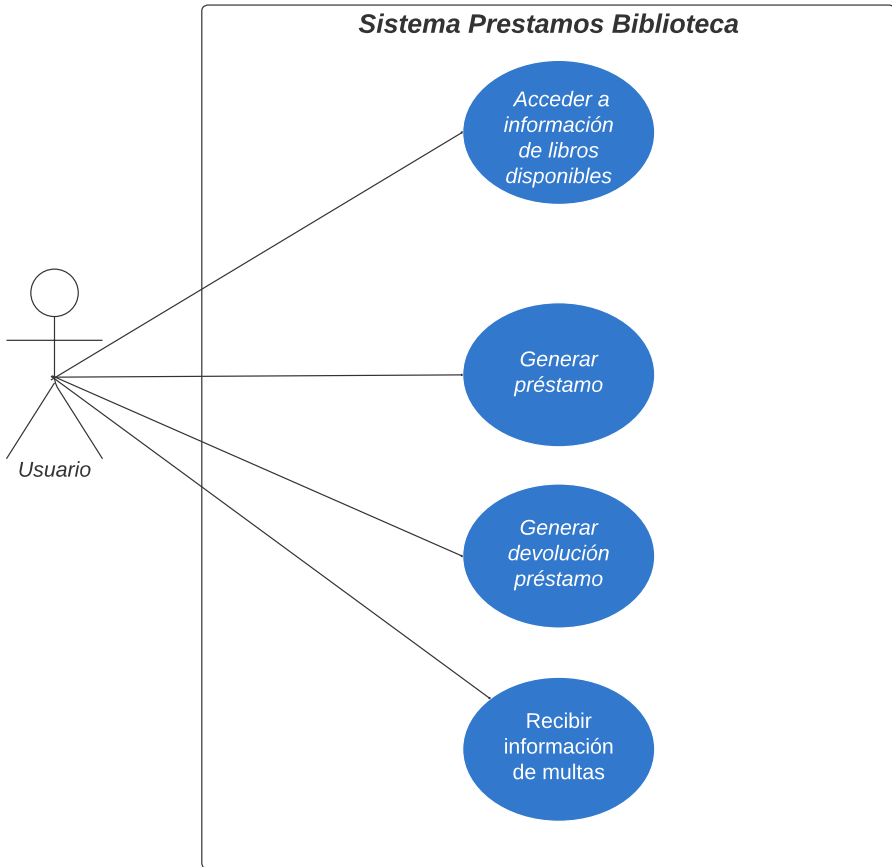 Sistema Prestamos Biblioteca
Acceder a
información
de libros
disponibles
Generar
préstamo
Usuario
Generar
devolución
préstamo
Recibir
información
de multas